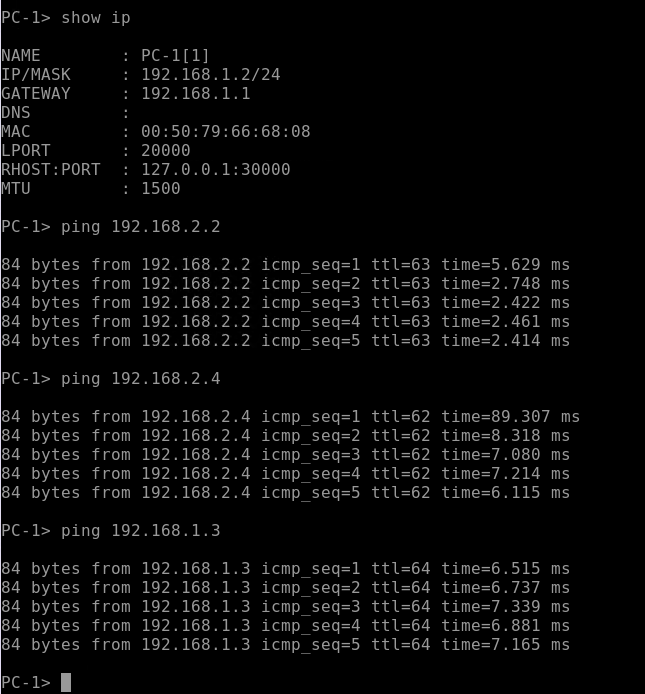 PC-1> show ip
NAME        : PC-1[1]
IP/MASK     : 192.168.1.2/24
GATEWAY     : 192.168.1.1
DNS         :
MAC         : 00:50:79:66:68:08
LPORT       : 20000
RHOST:PORT  : 127.0.0.1:30000
MTU         : 1500
PC-1> ping 192.168.2.2
84 bytes from 192.168.2.2 icmp_seq=1 ttl=63 time=5.629 ms
84 bytes from 192.168.2.2 icmp_seq=2 ttl=63 time=2.748 ms
84 bytes from 192.168.2.2 icmp_seq=3 ttl=63 time=2.422 ms
84 bytes from 192.168.2.2 icmp_seq=4 ttl=63 time=2.461 ms
84 bytes from 192.168.2.2 icmp_seq=5 ttl=63 time=2.414 ms
PC-1> ping 192.168.2.4
84 bytes from 192.168.2.4 icmp_seq=1 ttl=62 time=89.307 ms
84 bytes from 192.168.2.4 icmp_seq=2 ttl=62 time=8.318 ms
84 bytes from 192.168.2.4 icmp_seq=3 ttl=62 time=7.080 ms
84 bytes from 192.168.2.4 icmp_seq=4 ttl=62 time=7.214 ms
84 bytes from 192.168.2.4 icmp_seq=5 ttl=62 time=6.115 ms
PC-1> ping 192.168.1.3
84 bytes from 192.168.1.3 icmp_seq=1 ttl=64 time=6.515 ms
84 bytes from 192.168.1.3 icmp_seq=2 ttl=64 time=6.737 ms
84 bytes from 192.168.1.3 icmp_seq=3 ttl=64 time=7.339 ms
84 bytes from 192.168.1.3 icmp_seq=4 ttl=64 time=6.881 ms
84 bytes from 192.168.1.3 icmp_seq=5 ttl=64 time=7.165 ms
PC-1>